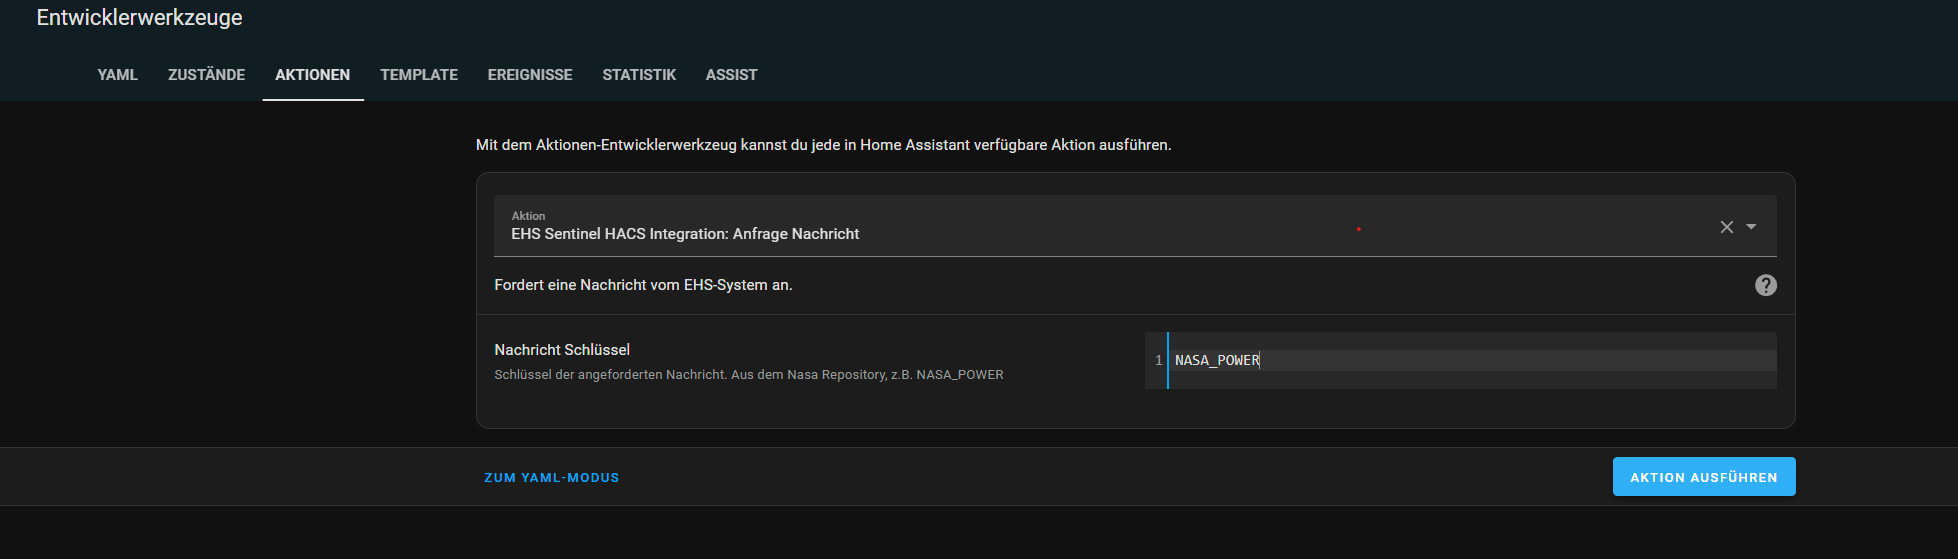 Entwicklerwerkzeuge
YAML ZUSTÄNDE AKTIONEN TEMPLATE EREIGNISSE STATISTIK ASSIST
Mit dem Aktionen-Entwicklerwerkzeug kannst du jede in Home Assistant verfügbare Aktion ausführen.
Aktion
EHS Sentinel HACS Integration: Anfrage Nachricht
Fordert eine Nachricht vom EHS-System an.
Nachricht Schlüssel
Schlüssel der angeforderten Nachricht. Aus dem Nasa Repository, z.B. NASA_POWER
1 NASA_POWER
ZUM YAML-MODUS
AKTION AUSFÜHREN